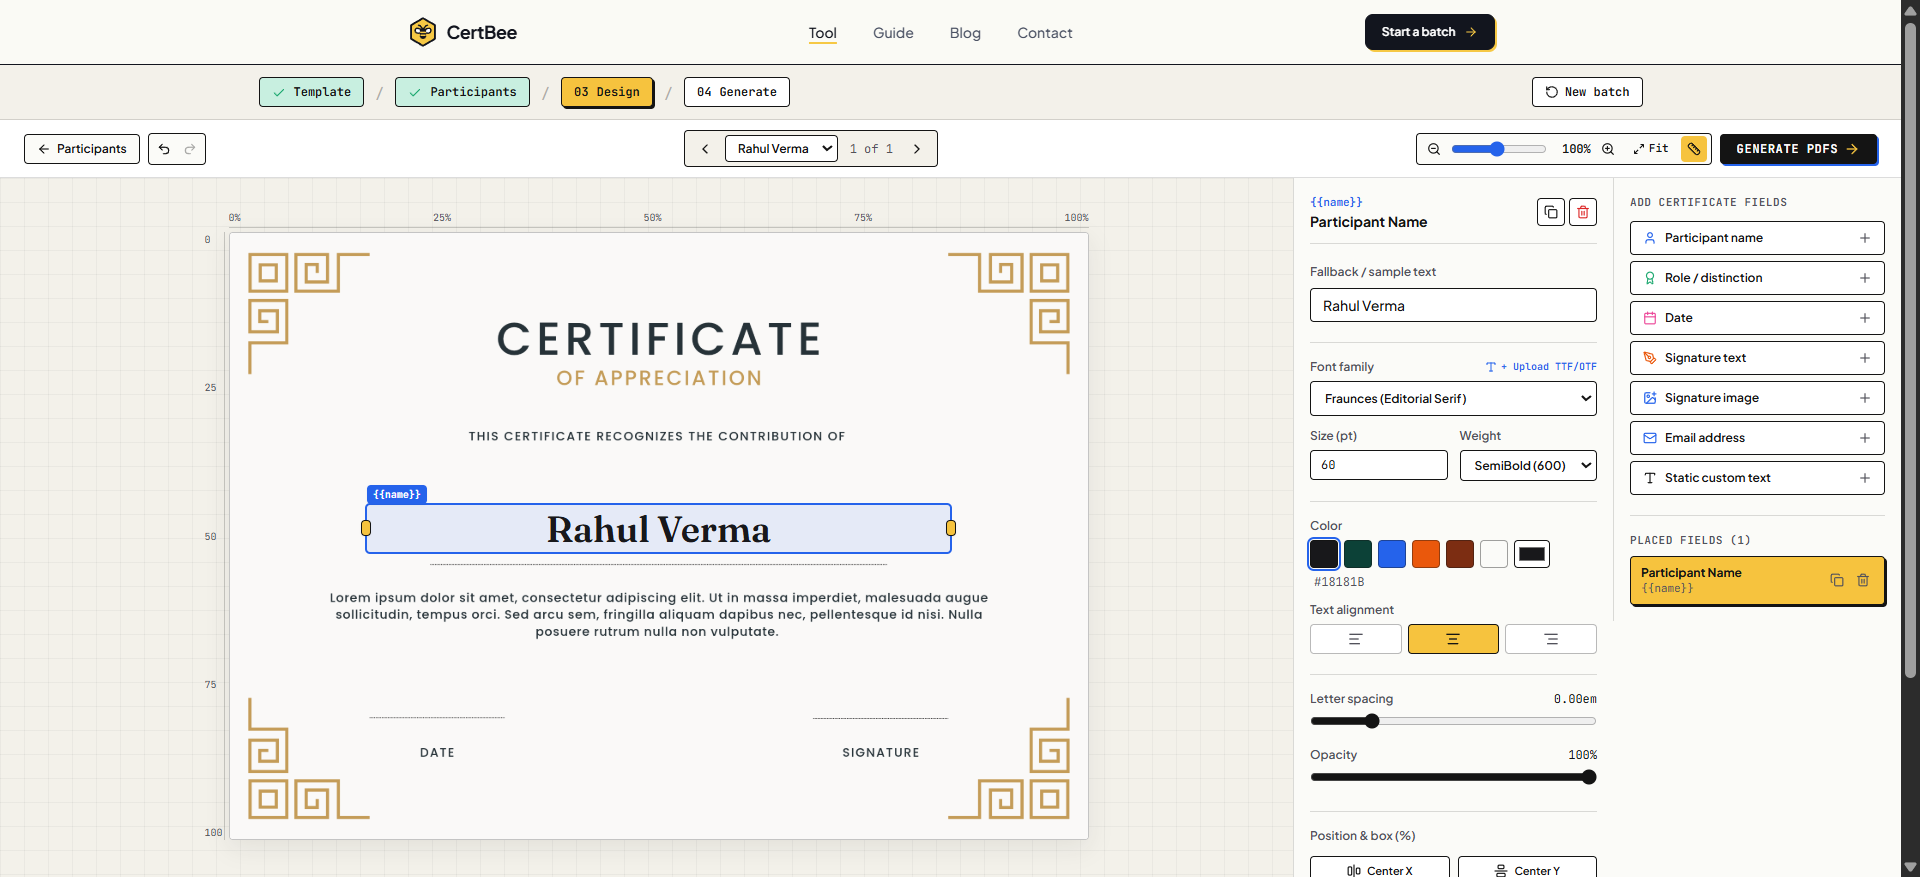 CertBee
Tool Guide Blog Contact
Start a batch
Template / Participants / 03 Design / 04 Generate
New batch
Participants
Rahul Verma 1 of 1
100% Fit
GENERATE PDFS
0% 25% 50% 75% 100%
0
25
50
75
100
CERTIFICATE
OF APPRECIATION
THIS CERTIFICATE RECOGNIZES THE CONTRIBUTION OF
{{name}}
Rahul Verma
Lorem ipsum dolor sit amet, consectetur adipiscing elit. Ut in massa imperdiet, malesuada augue
sollicitudin, tempus orci. Sed arcu sem, fringilla aliquam dapibus nec, pellentesque id nisi. Nulla
posuere rutrum nulla non vulputate.
DATE SIGNATURE
{{name}}
Participant Name
Fallback / sample text
Rahul Verma
Font family + Upload TTF/OTF
Fraunces (Editorial Serif)
Size (pt) Weight
60 SemiBold (600)
Color
#18181B
Text alignment
Letter spacing 0.00em
Opacity 100%
Position & box (%)
Center X Center Y
ADD CERTIFICATE FIELDS
Participant name
Role / distinction
Date
Signature text
Signature image
Email address
Static custom text
PLACED FIELDS (1)
Participant Name
{{name}}